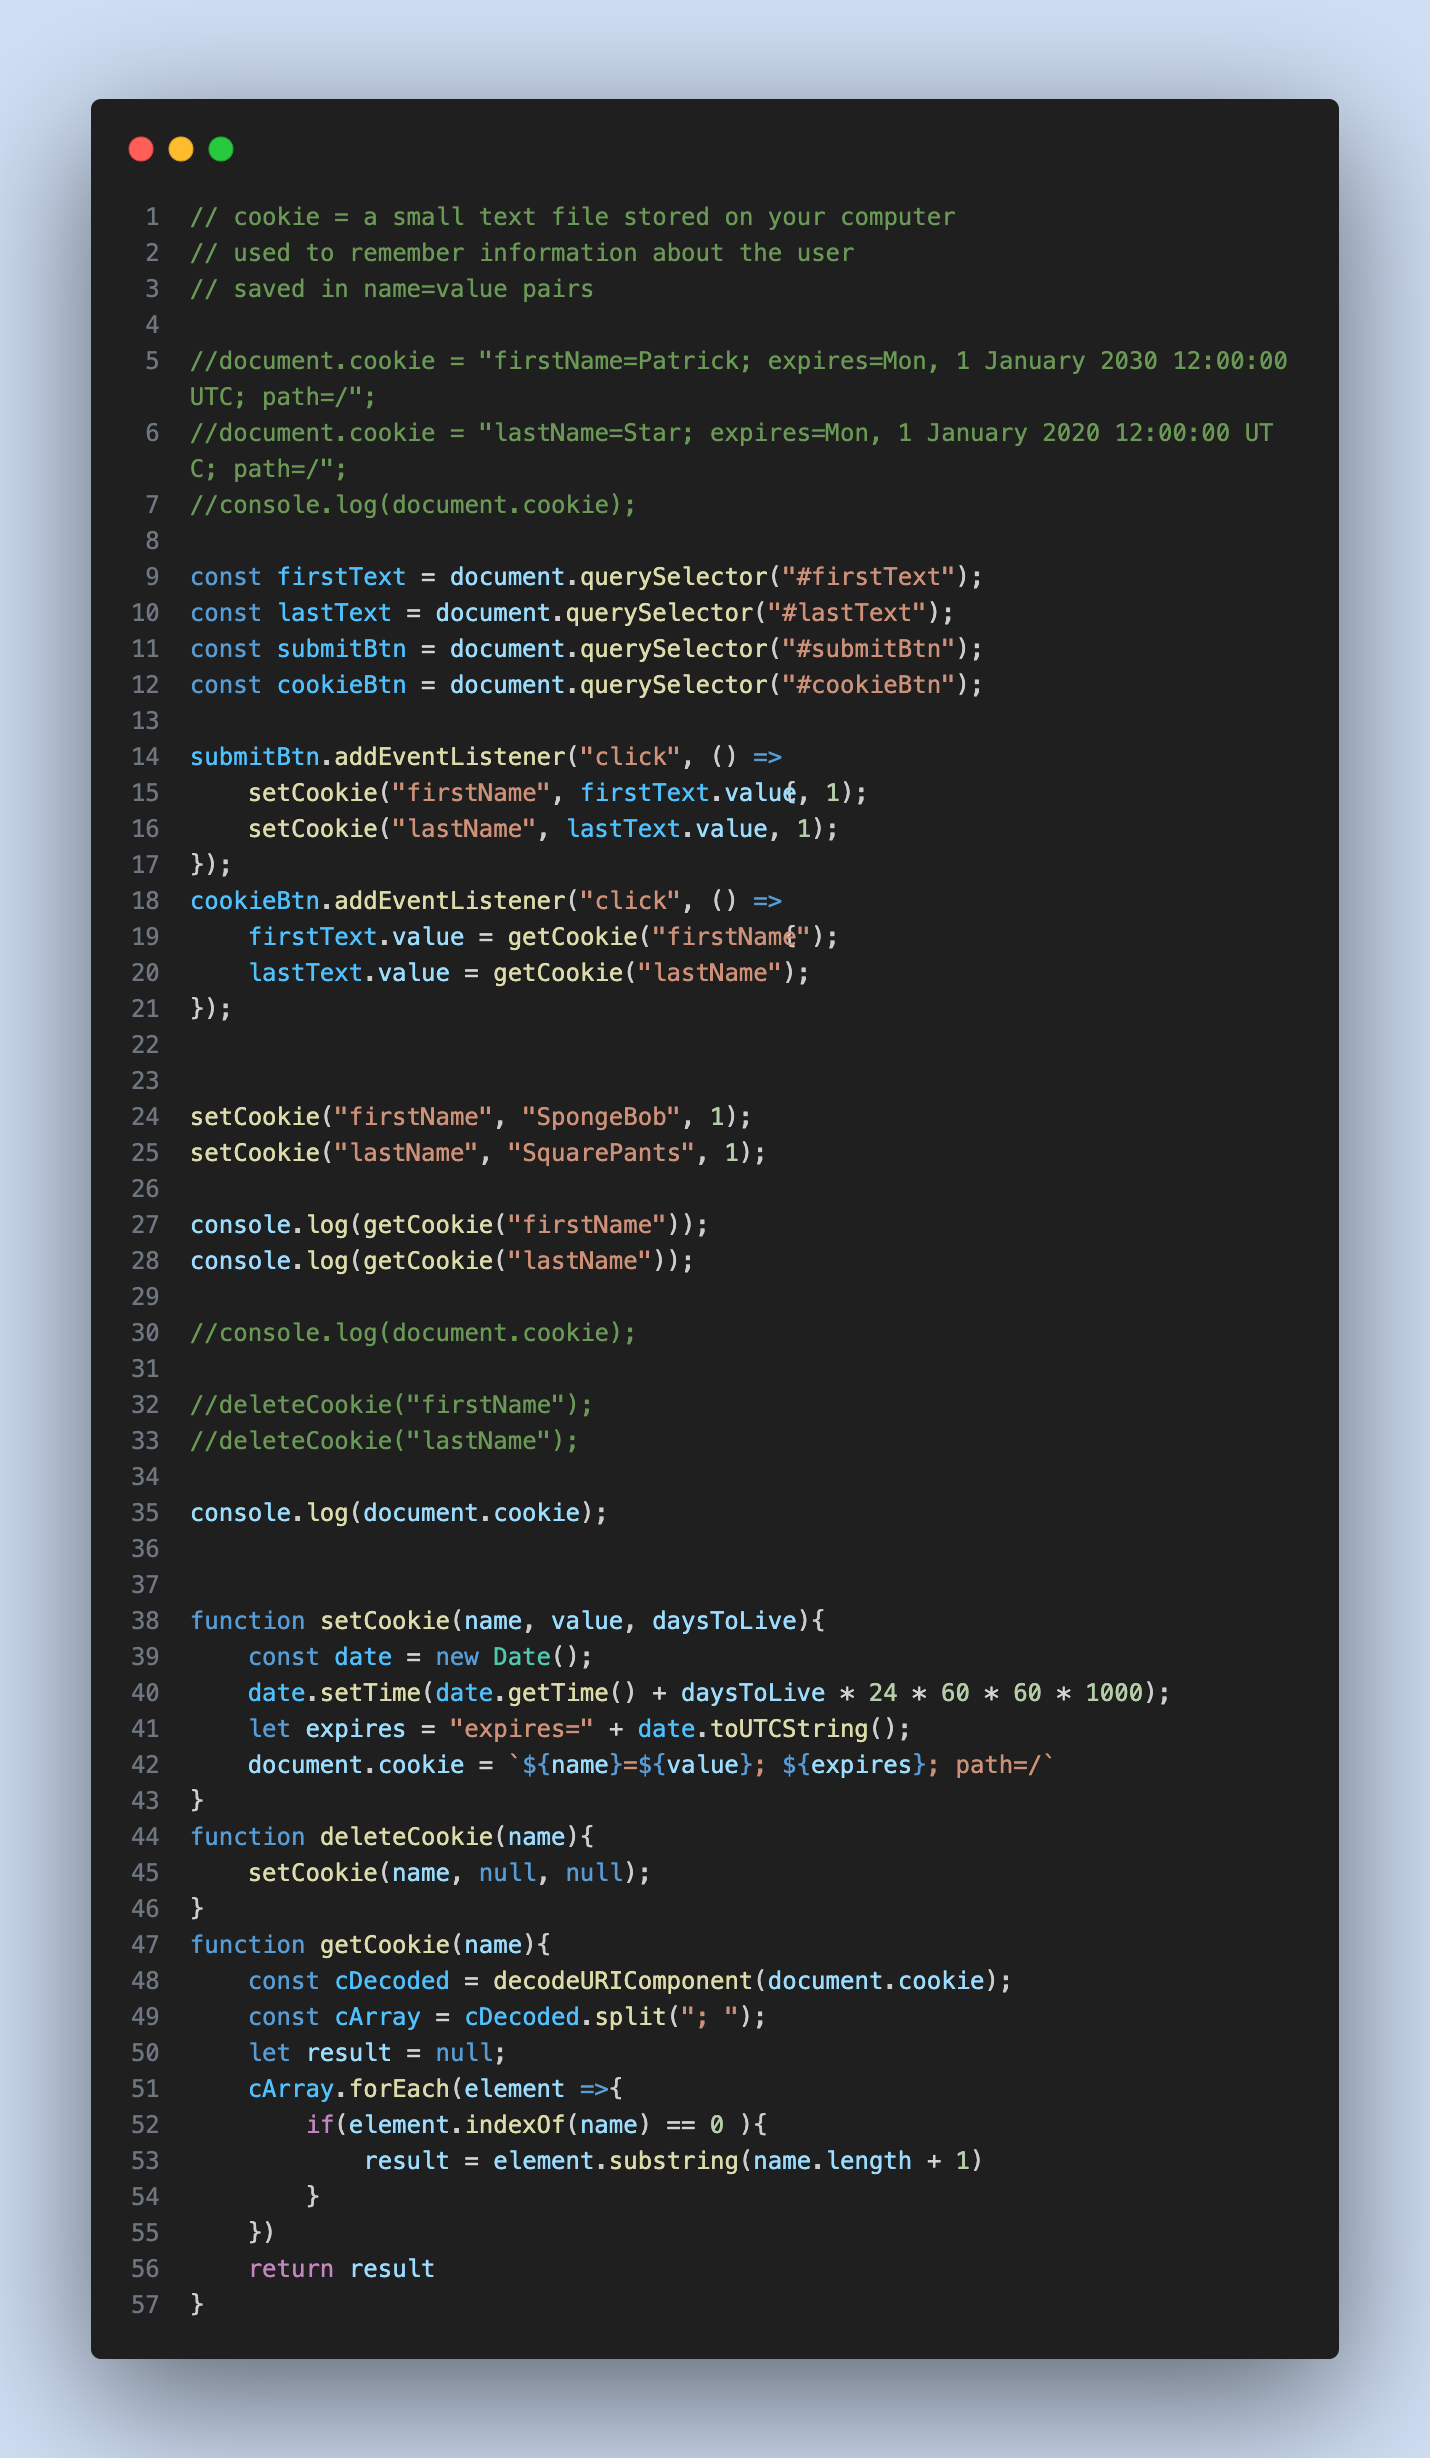 1 // cookie = a small text file stored on your computer
2 // used to remember information about the user
3 // saved in name=value pairs
4
5 //document.cookie = "firstName=Patrick; expires=Mon, 1 January 2030 12:00:00
UTC; path=/";
6 //document.cookie = "lastName=Star; expires=Mon, 1 January 2020 12:00:00 UT
C; path=/";
7 //console.log(document.cookie);
8
9 const firstText = document.querySelector("#firstText");
10 const lastText = document.querySelector("#lastText");
11 const submitBtn = document.querySelector("#submitBtn");
12 const cookieBtn = document.querySelector("#cookieBtn");
13
14 submitBtn.addEventListener("click", () => {
15     setCookie("firstName", firstText.value, 1);
16     setCookie("lastName", lastText.value, 1);
17 });
18 cookieBtn.addEventListener("click", () => {
19     firstText.value = getCookie("firstName");
20     lastText.value = getCookie("lastName");
21 });
22
23
24 setCookie("firstName", "SpongeBob", 1);
25 setCookie("lastName", "SquarePants", 1);
26
27 console.log(getCookie("firstName"));
28 console.log(getCookie("lastName"));
29
30 //console.log(document.cookie);
31
32 //deleteCookie("firstName");
33 //deleteCookie("lastName");
34
35 console.log(document.cookie);
36
37
38 function setCookie(name, value, daysToLive){
39     const date = new Date();
40     date.setTime(date.getTime() + daysToLive * 24 * 60 * 60 * 1000);
41     let expires = "expires=" + date.toUTCString();
42     document.cookie = `${name}=${value}; ${expires}; path=/`
43 }
44 function deleteCookie(name){
45     setCookie(name, null, null);
46 }
47 function getCookie(name){
48     const cDecoded = decodeURIComponent(document.cookie);
49     const cArray = cDecoded.split("; ");
50     let result = null;
51     cArray.forEach(element =>{
52         if(element.indexOf(name) == 0 ){
53             result = element.substring(name.length + 1)
54         }
55     })
56     return result
57 }